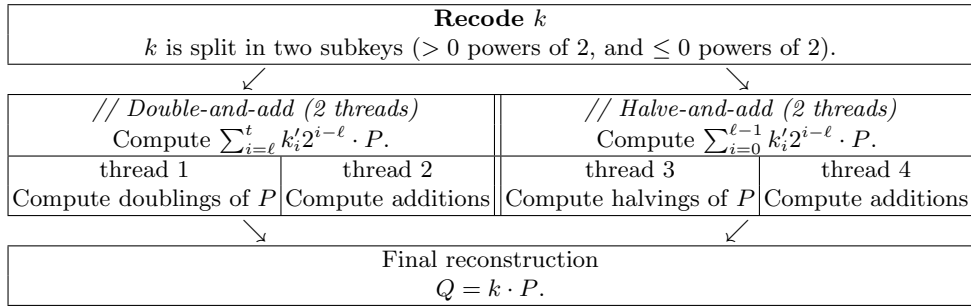 Recode k
k is split in two subkeys (> 0 powers of 2, and ≤ 0 powers of 2).
// Double-and-add (2 threads) // Halve-and-add (2 threads)
Compute ∑_{i=ℓ}^{t} k'_i 2^{i−ℓ} · P. Compute ∑_{i=0}^{ℓ−1} k'_i 2^{i−ℓ} · P.
thread 1 thread 2 thread 3 thread 4
Compute doublings of P Compute additions Compute halvings of P Compute additions
Final reconstruction
Q = k · P.